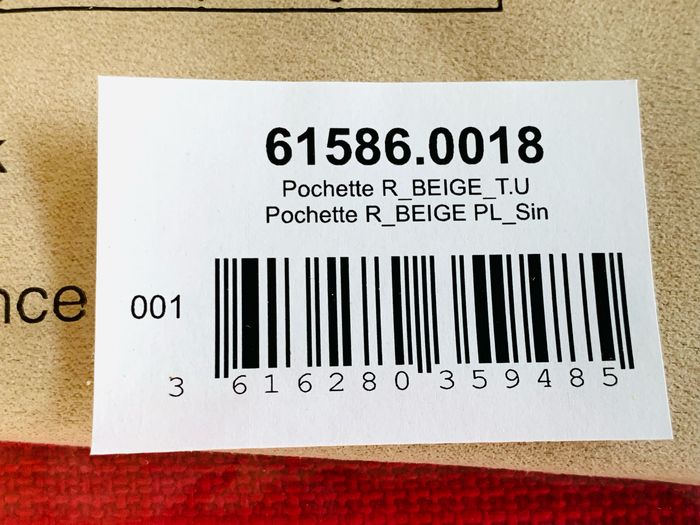 61586.0018
Pochette R_BEIGE_T.U
Pochette R_BEIGE PL_Sin
nce
001
3 616280 359485